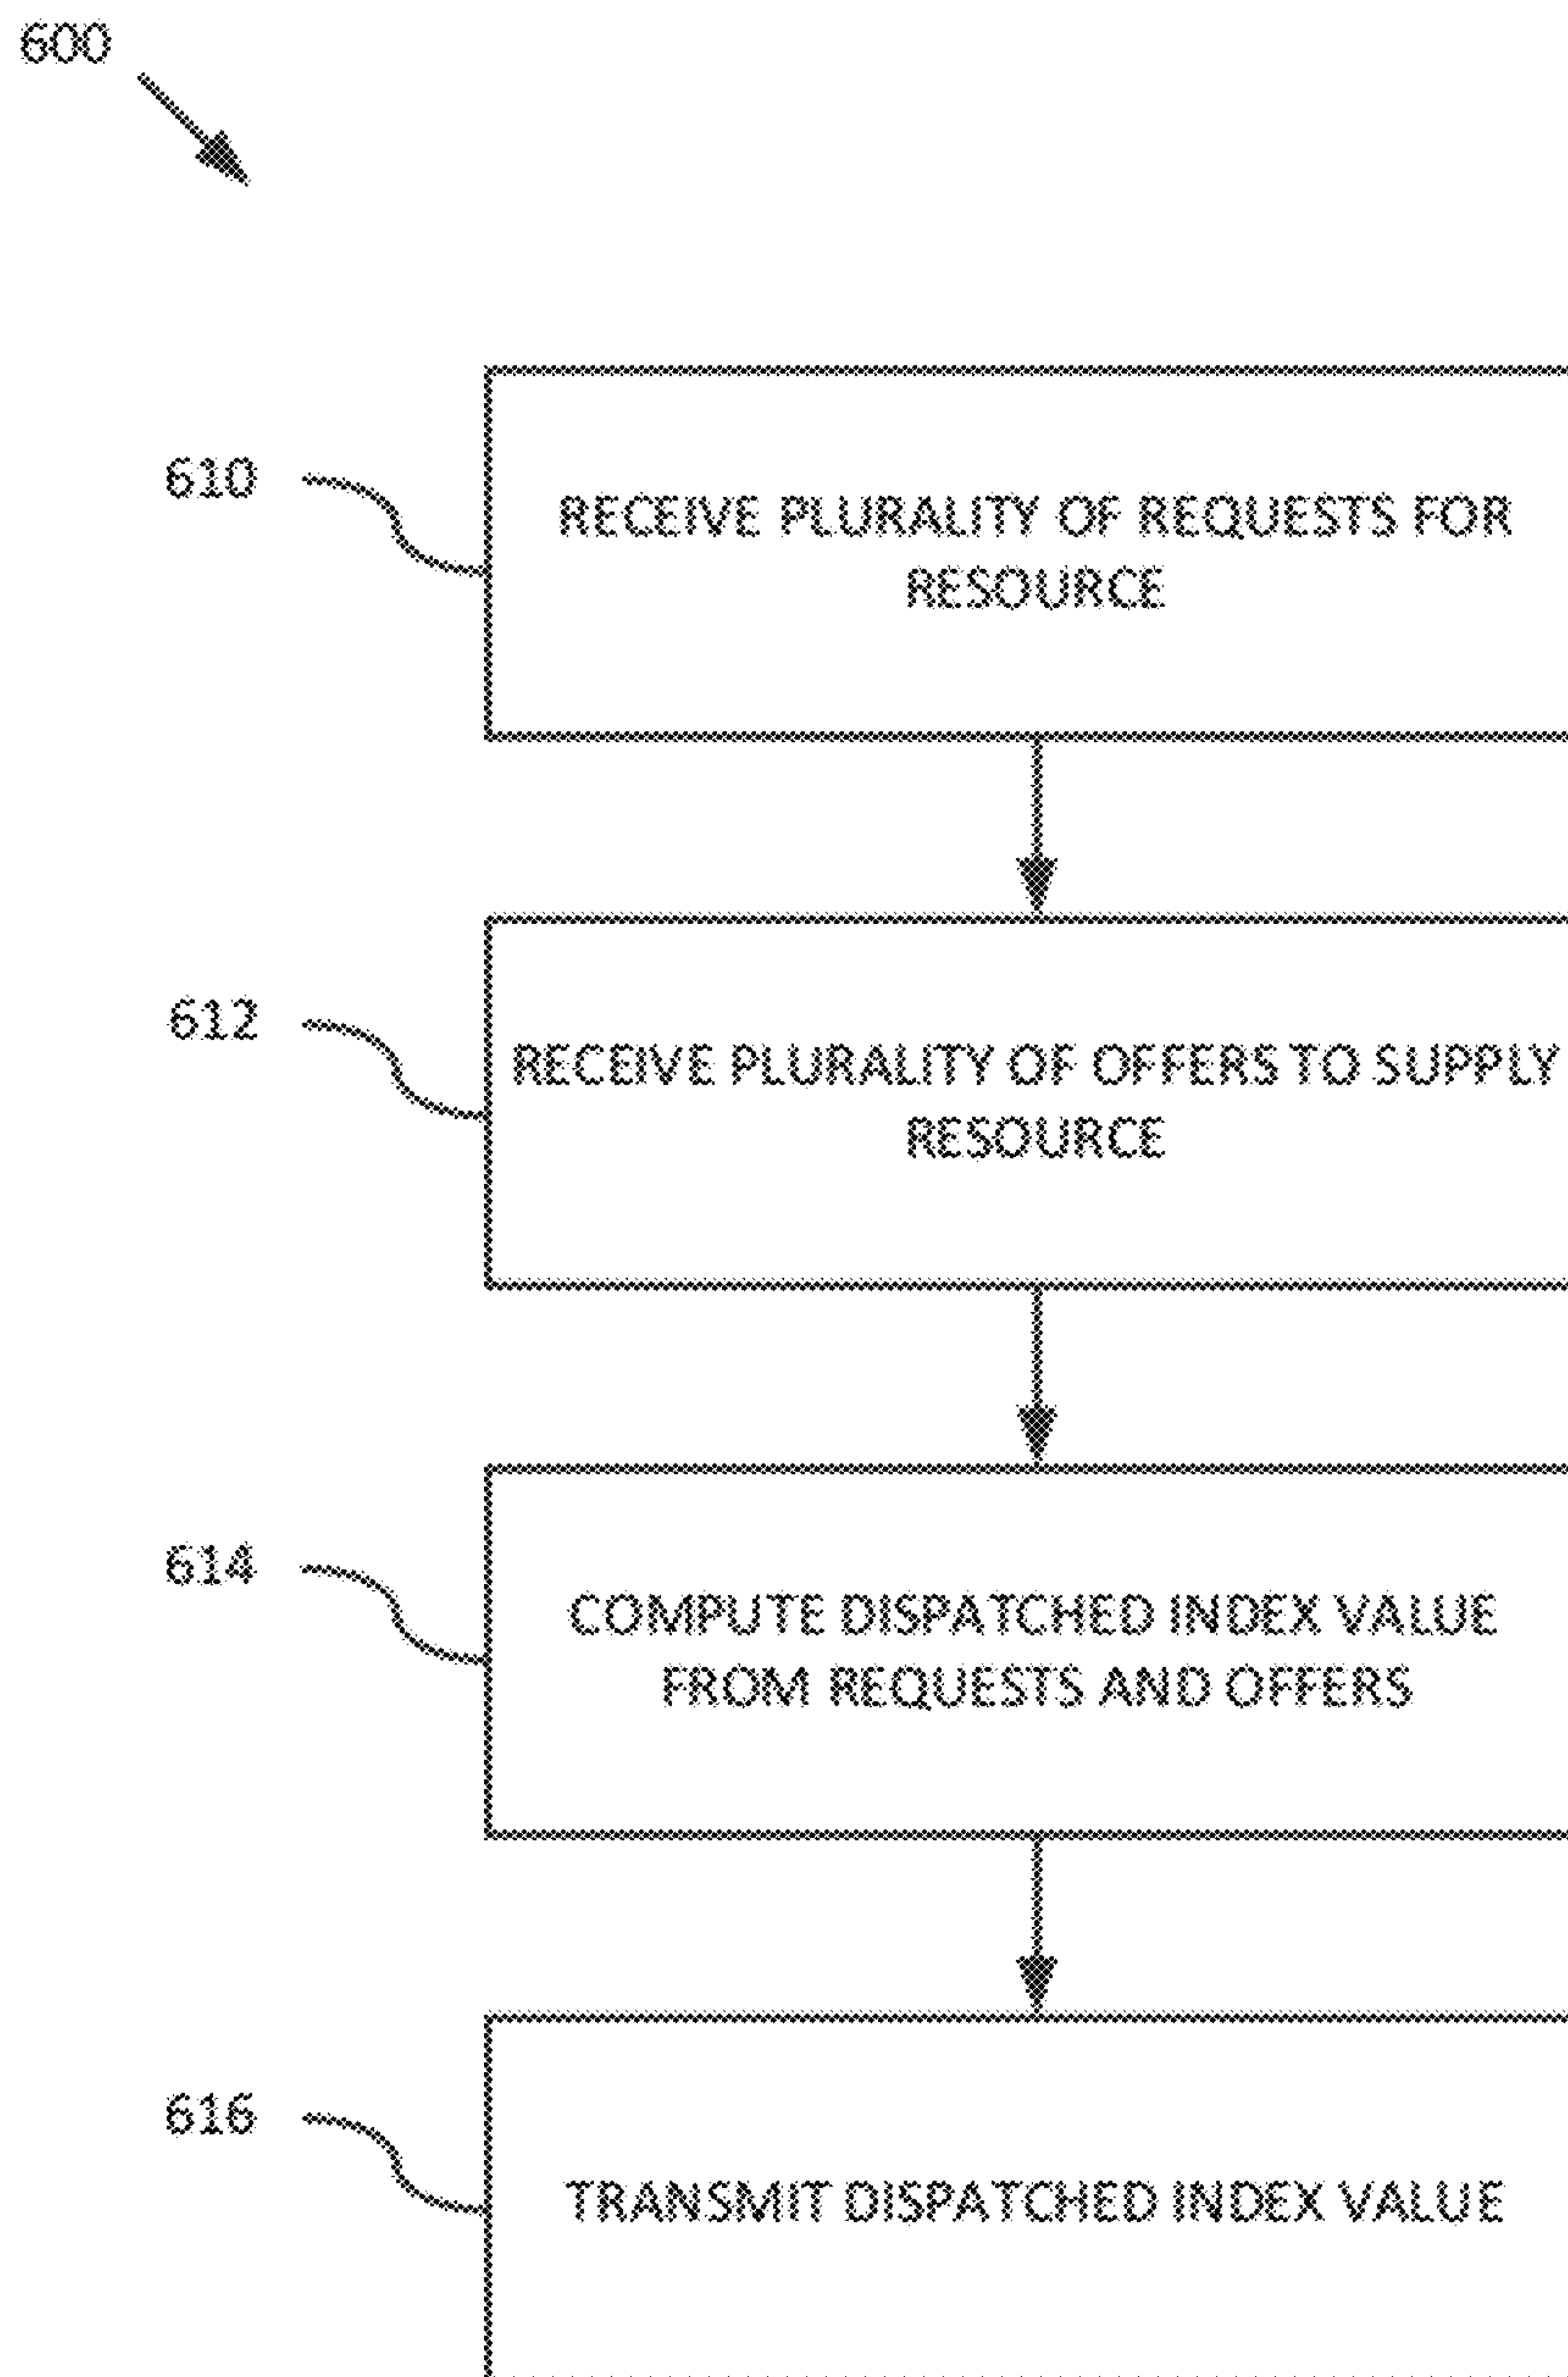 600
610
RECEIVE PLURALITY OF REQUESTS FOR
RESOURCE
612
RECEIVE PLURALITY OF OFFERS TO SUPPLY
RESOURCE
614
COMPUTE DISPATCHED INDEX VALUE
FROM REQUESTS AND OFFERS
616
TRANSMIT DISPATCHED INDEX VALUE